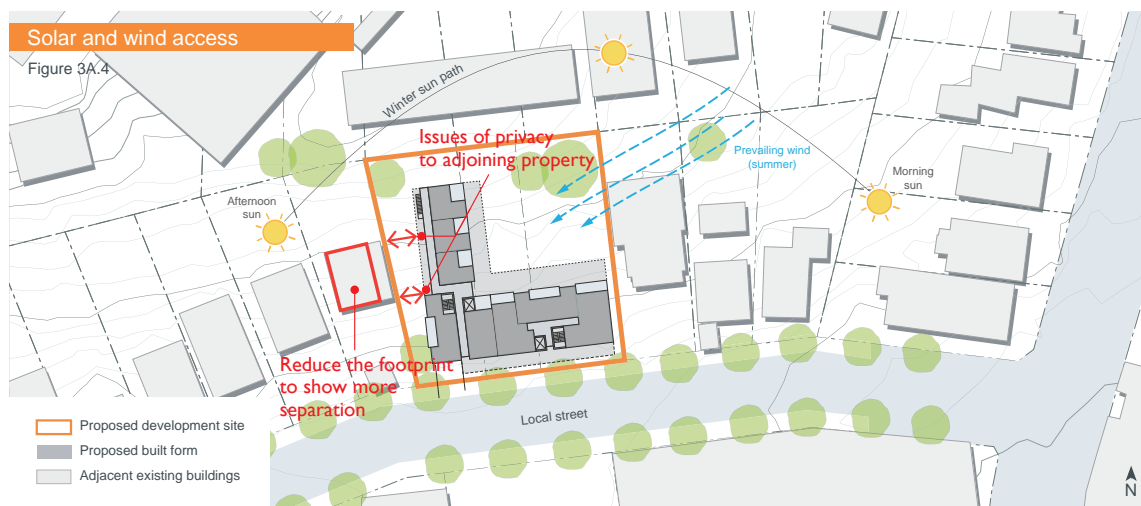 Solar and wind access
Figure 3A.4
Winter sun path
Issues of privacy
to adjoining property
Prevailing wind
(summer)
Morning
sun
Afternoon
sun
Reduce the footprint
to show more
separation
Local street
Proposed development site
Proposed built form
Adjacent existing buildings
N